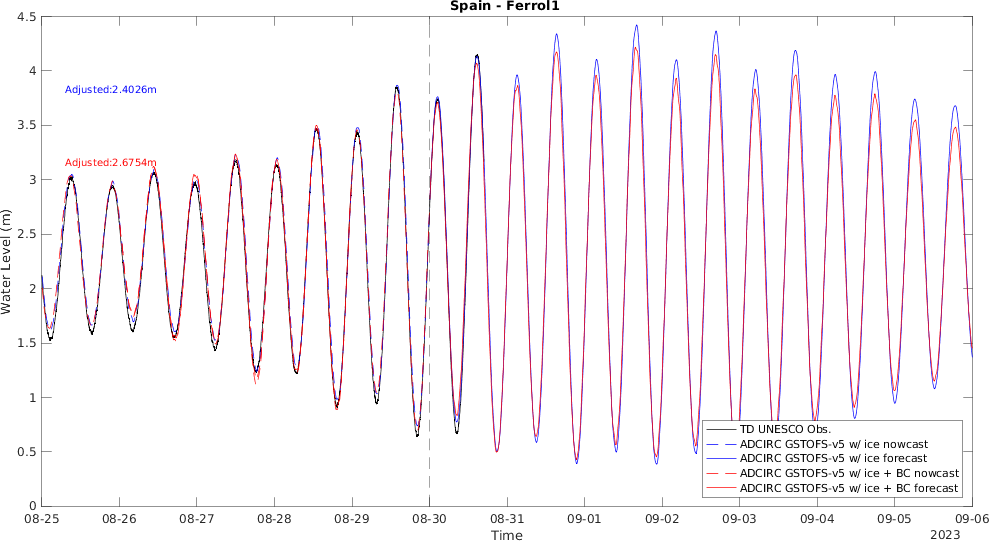 Spain - Ferrol1
4.5
4
3.5
3
2.5
2
1.5
1
0.5
0
Water Level (m)
Adjusted:2.4026m
Adjusted:2.6754m
TD UNESCO Obs.
ADCIRC GSTOFS-v5 w/ ice nowcast
ADCIRC GSTOFS-v5 w/ ice forecast
ADCIRC GSTOFS-v5 w/ ice + BC nowcast
ADCIRC GSTOFS-v5 w/ ice + BC forecast
08-25 08-26 08-27 08-28 08-29 08-30 08-31 09-01 09-02 09-03 09-04 09-05 09-06
Time
2023